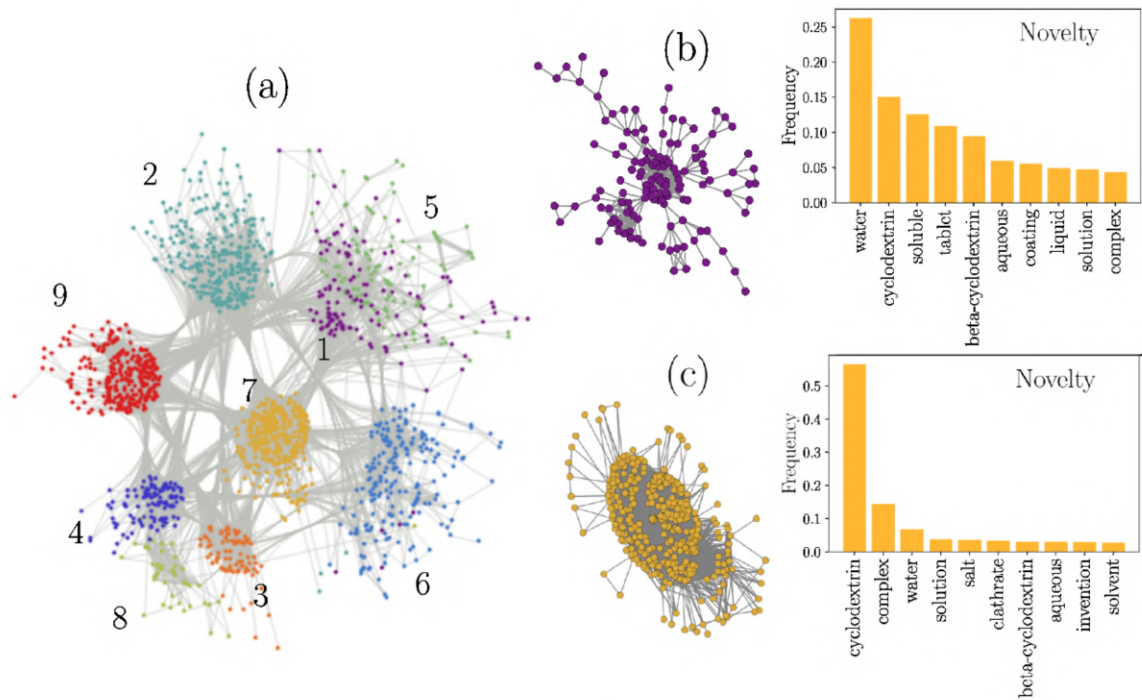 (a)
2
5
9
1
7
4
6
3
8
(b)
Novelty
Frequency
0.25
0.20
0.15
0.10
0.05
0.00
water
cyclodextrin
soluble
tablet
beta-cyclodextrin
aqueous
coating
liquid
solution
complex
(c)
Novelty
Frequency
0.5
0.4
0.3
0.2
0.1
0.0
cyclodextrin
complex
water
solution
salt
clathrate
beta-cyclodextrin
aqueous
invention
solvent